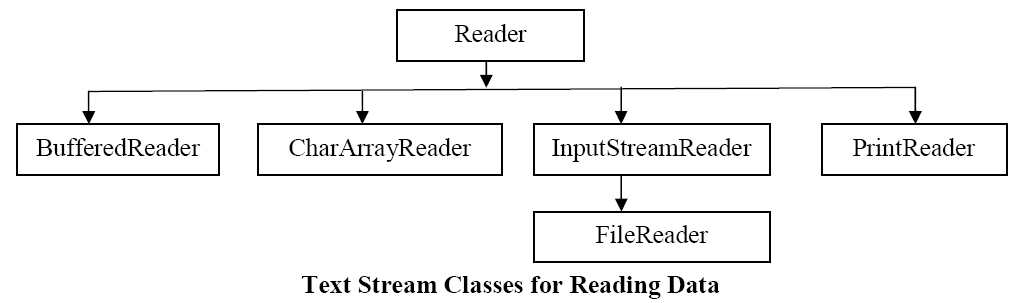 Reader
BufferedReader
CharArrayReader
InputStreamReader
PrintReader
FileReader
Text Stream Classes for Reading Data